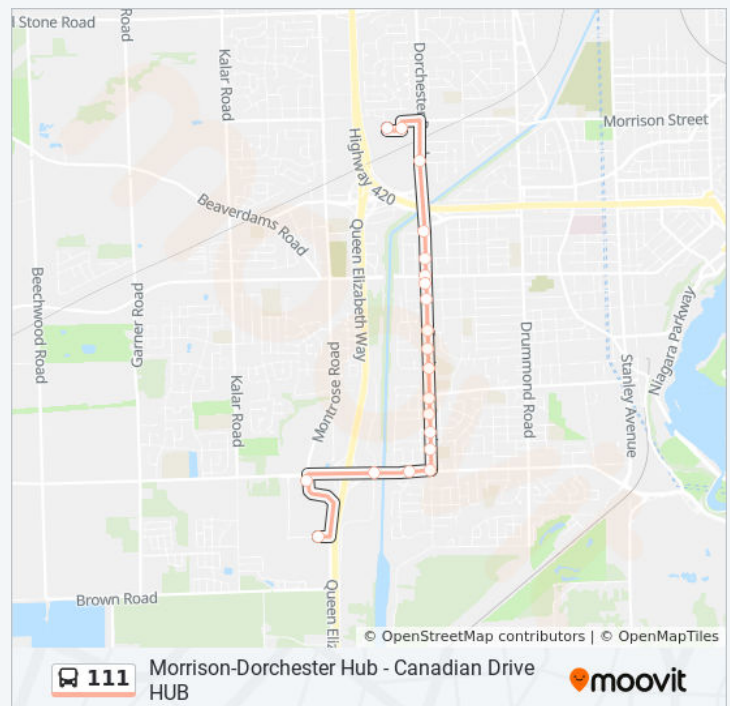 l Stone Road
Road
Kalar Road
Dorchester
Morrison Street
Highway 420
Beaverdams Road
Queen Elizabeth Way
Beechwood Road
Garner Road
Niagara Parkway
Montrose Road
Drummond Road
Stanley Avenue
Kalar Road
Brown Road
Queen Eliz
© OpenStreetMap contributors | © OpenMapTiles
111 Morrison-Dorchester Hub - Canadian Drive
HUB
moovit